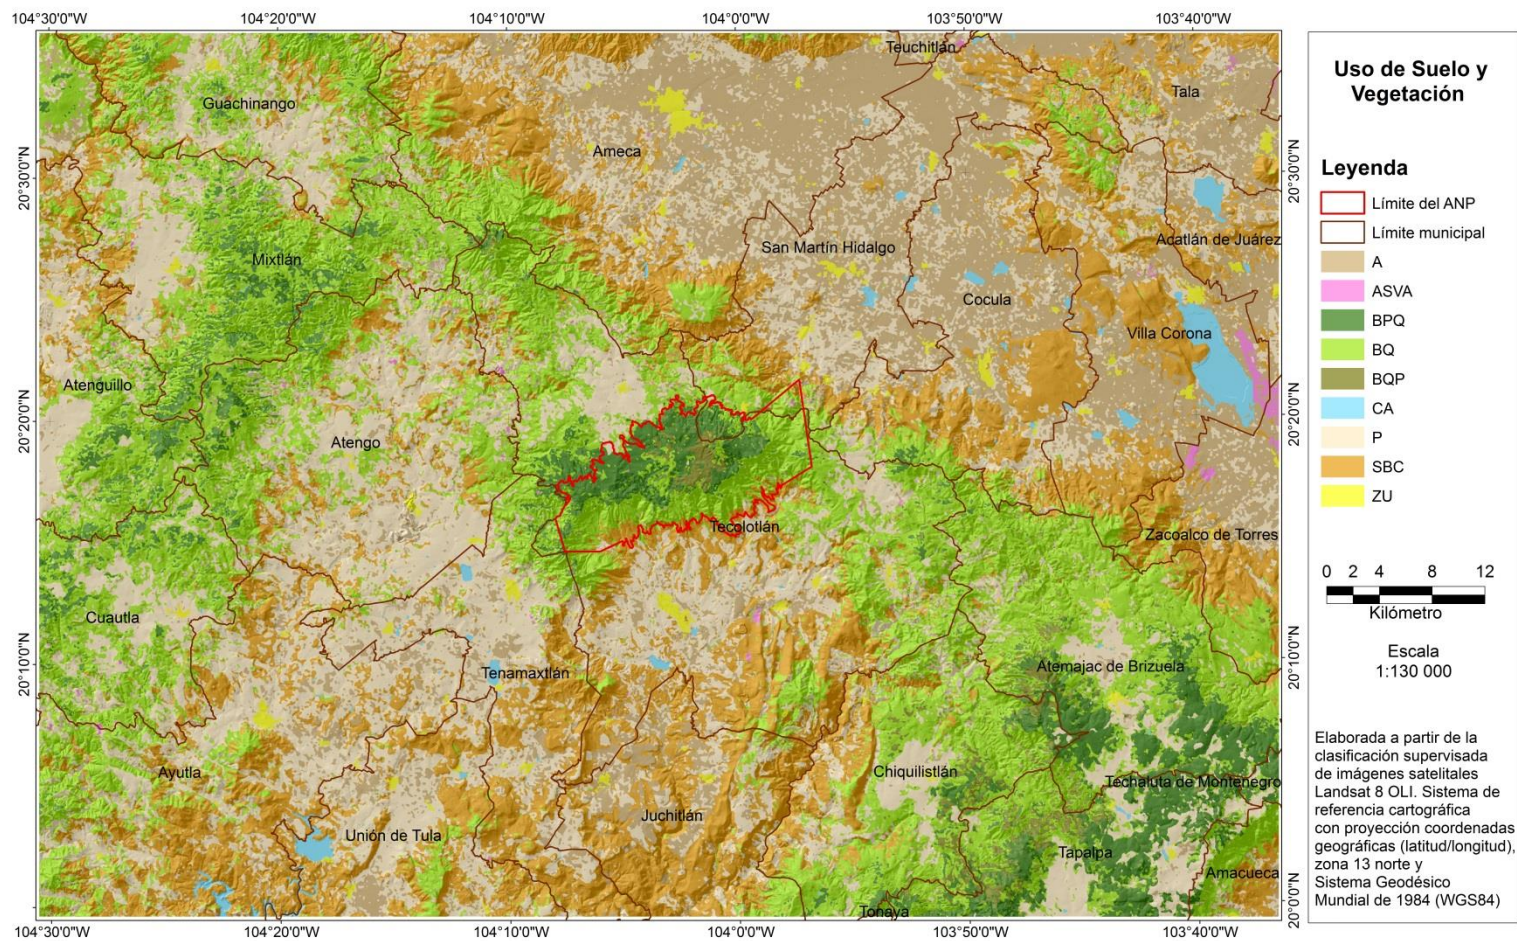 104°30'0"W 104°20'0"W 104°10'0"W 104°0'0"W 103°50'0"W 103°40'0"W
Teuchitlán
Tala
Guachinango
Ameca
20°30'0"N
20°30'0"N
San Martín Hidalgo
Acatlán de Juárez
Mixtlán
Cocula
Villa Corona
Atenguillo
20°20'0"N
20°20'0"N
Atengo
Tecolotlán
Zacoalco de Torres
Cuautla
20°10'0"N
20°10'0"N
Tenamaxtlán
Atemajac de Brizuela
Ayutla
Chiquilistlán
Techaluta de Montenegro
Juchitlán
Unión de Tula
Tapalpa
Amacueca
20°0'0"N
20°0'0"N
Tonaya
104°30'0"W 104°20'0"W 104°10'0"W 104°0'0"W 103°50'0"W 103°40'0"W
Uso de Suelo y
Vegetación
Leyenda
Límite del ANP
Límite municipal
A
ASVA
BPQ
BQ
BQP
CA
P
SBC
ZU
0 2 4 8 12
Kilómetro
Escala
1:130 000
Elaborada a partir de la
clasificación supervisada
de imágenes satelitales
Landsat 8 OLI. Sistema de
referencia cartográfica
con proyección coordenadas
geográficas (latitud/longitud),
zona 13 norte y
Sistema Geodésico
Mundial de 1984 (WGS84)